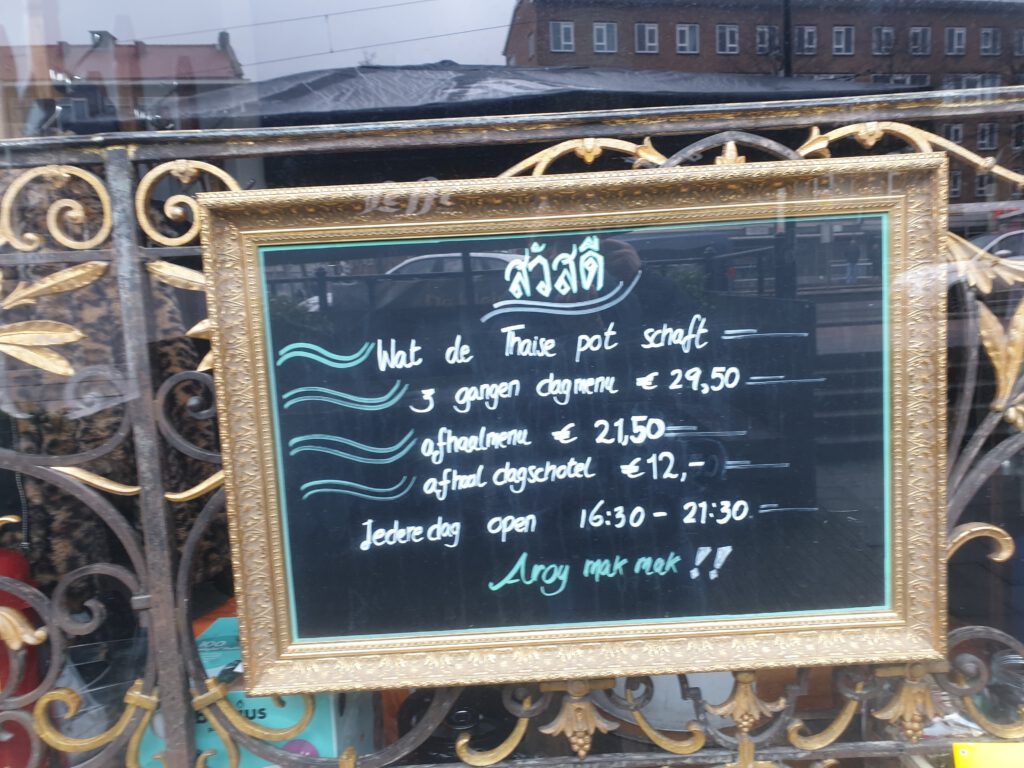 สวัสดี
Wat de Thaise pot schaft
3 gangen dagmenu € 29,50
afhaalmenu € 21,50
afhaal dagschotel €12,-
Iedere dag open 16:30 - 21:30
Aroy mak mak !!